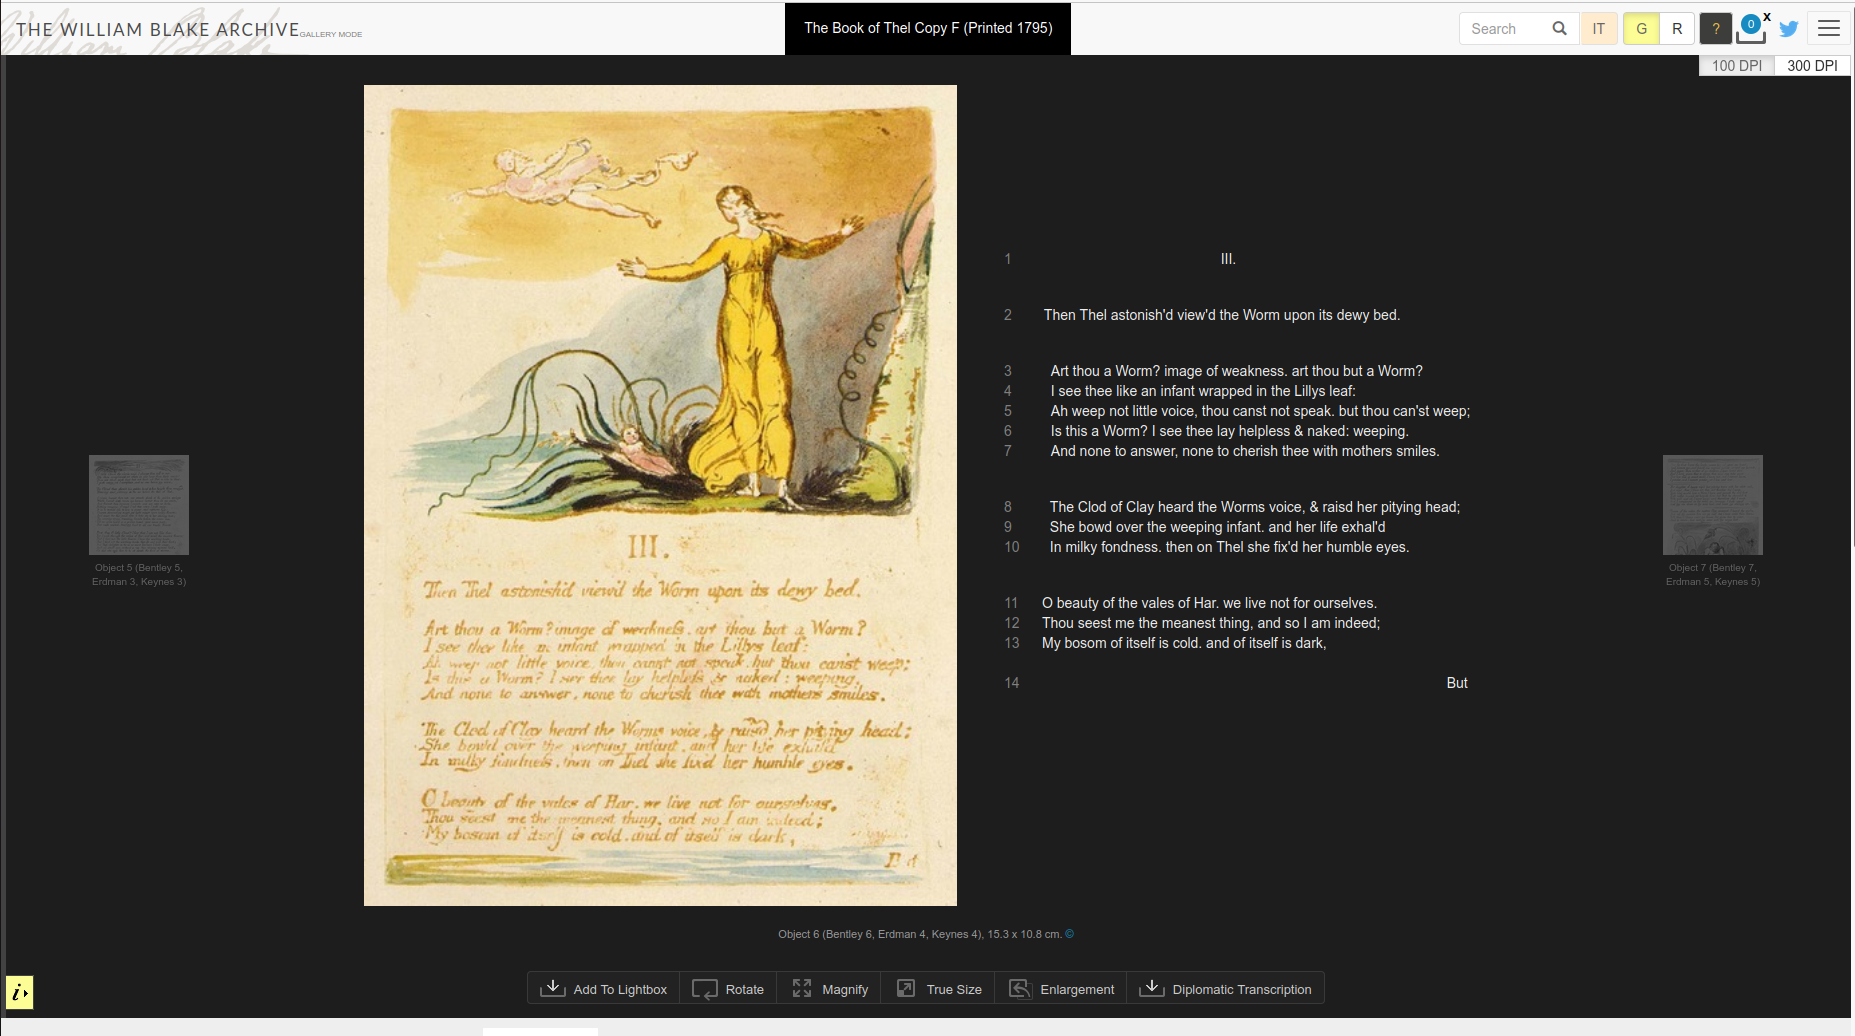 THE WILLIAM BLAKE ARCHIVE GALLERY MODE
The Book of Thel Copy F (Printed 1795)
Search
IT
G
R
?
0
x
100 DPI
300 DPI
III.
Then Thel astonish'd view'd the Worm upon its dewy bed.
Art thou a Worm? image of weakness. art thou but a Worm?
I see thee like an infant wrapped in the Lillys leaf:
Ah weep not little voice, thou canst not speak. but thou can'st weep;
Is this a Worm? I see thee lay helpless & naked: weeping.
And none to answer, none to cherish thee with mothers smiles.
The Clod of Clay heard the Worms voice, & raisd her pitying head;
She bowd over the weeping infant, and her life exhal'd
In milky fondness, then on Thel she fix'd her humble eyes.
O beauty of the vales of Har. we live not for ourselves,
Thou seest me the meanest thing, and so I am indeed;
My bosom of itself is cold. and of itself is dark,
1 III.
2 Then Thel astonish'd view'd the Worm upon its dewy bed.
3 Art thou a Worm? image of weakness. art thou but a Worm?
4 I see thee like an infant wrapped in the Lillys leaf:
5 Ah weep not little voice, thou canst not speak. but thou can'st weep;
6 Is this a Worm? I see thee lay helpless & naked: weeping.
7 And none to answer, none to cherish thee with mothers smiles.
8 The Clod of Clay heard the Worms voice, & raisd her pitying head;
9 She bowd over the weeping infant. and her life exhal'd
10 In milky fondness. then on Thel she fix'd her humble eyes.
11 O beauty of the vales of Har. we live not for ourselves.
12 Thou seest me the meanest thing, and so I am indeed;
13 My bosom of itself is cold. and of itself is dark,
14 But
Object 5 (Bentley 5,
Erdman 3, Keynes 3)
Object 7 (Bentley 7,
Erdman 5, Keynes 5)
Object 6 (Bentley 6, Erdman 4, Keynes 4), 15.3 x 10.8 cm. ©
i
Add To Lightbox
Rotate
Magnify
True Size
Enlargement
Diplomatic Transcription